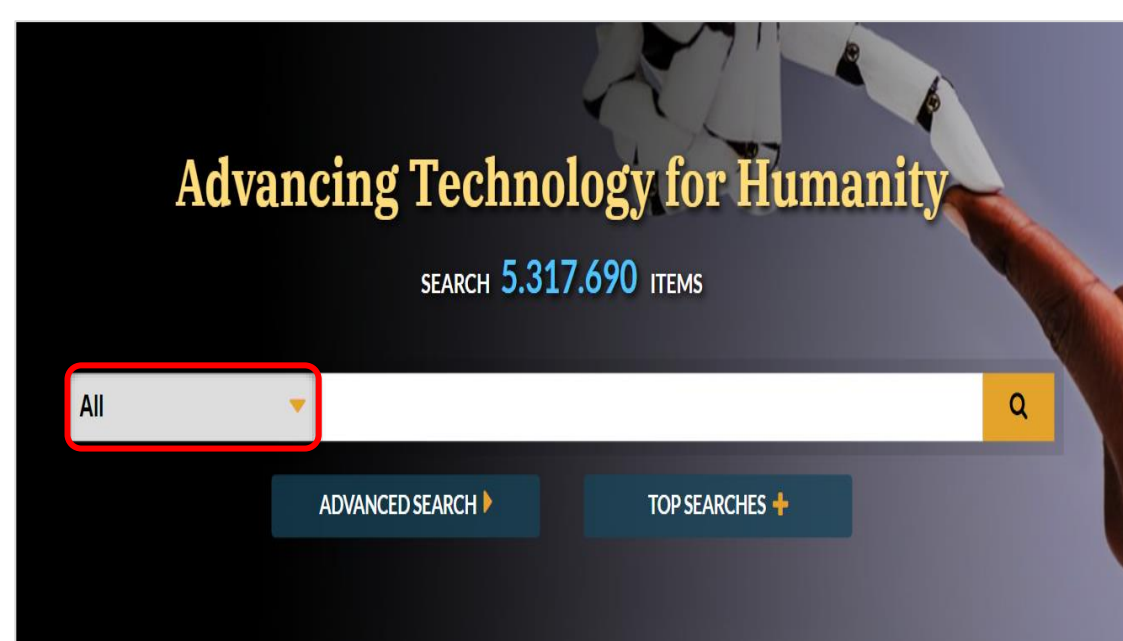 Advancing Technology for Humanity
SEARCH 5.317.690 ITEMS
All
ADVANCED SEARCH
TOP SEARCHES +